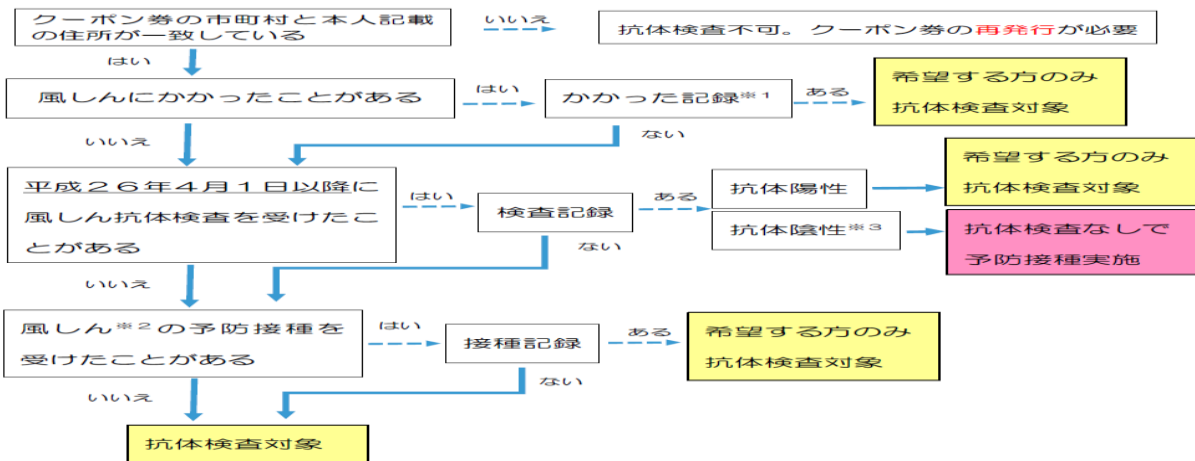 クーポン券の市町村と本人記載
の住所が一致している
いいえ
抗体検査不可。クーポン券の再発行が必要
はい
風しんにかかったことがある
はい
かかった記録※1
ある
希望する方のみ
抗体検査対象
いいえ
ない
平成26年4月1日以降に
風しん抗体検査を受けたこ
とがある
はい
検査記録
ある
抗体陽性
希望する方のみ
抗体検査対象
抗体陰性※3
抗体検査なしで
予防接種実施
いいえ
ない
風しん※2の予防接種を
受けたことがある
はい
接種記録
ある
希望する方のみ
抗体検査対象
いいえ
ない
抗体検査対象